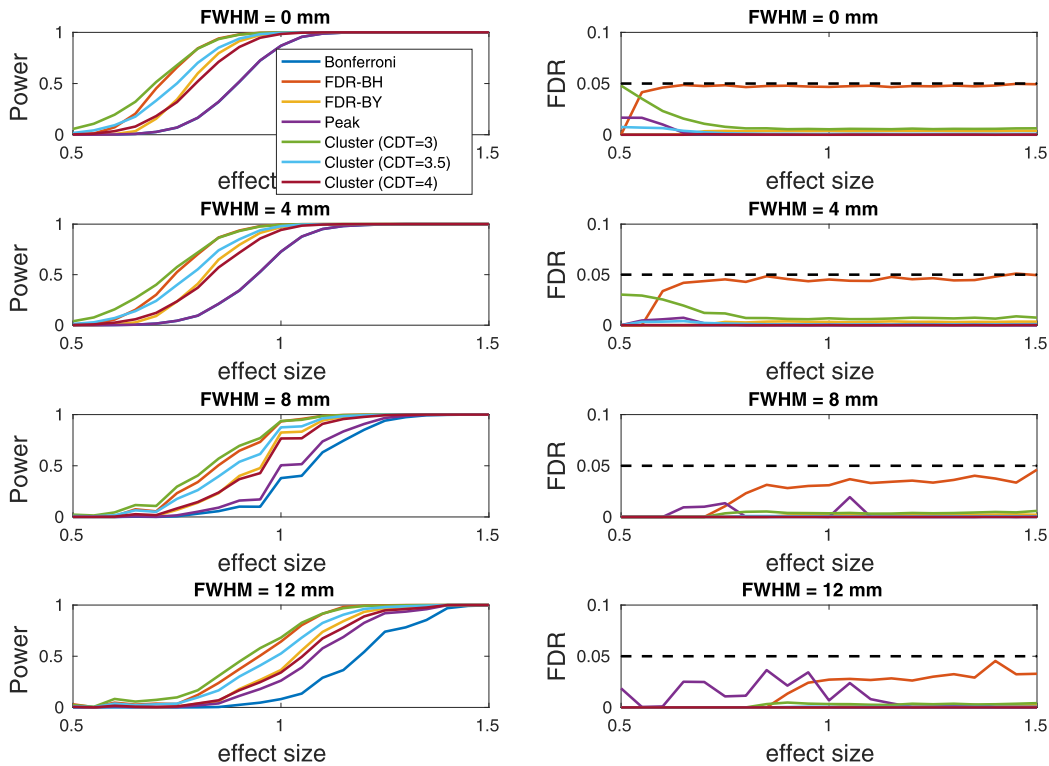 FWHM = 0 mm
Power
1
0.5
0
0.5
1
1.5
effect size
Bonferroni
FDR-BH
FDR-BY
Peak
Cluster (CDT=3)
Cluster (CDT=3.5)
Cluster (CDT=4)
FWHM = 0 mm
FDR
0.1
0.05
0
0.5
1
1.5
effect size
FWHM = 4 mm
Power
1
0.5
0
0.5
1
1.5
effect size
FWHM = 4 mm
FDR
0.1
0.05
0
0.5
1
1.5
effect size
FWHM = 8 mm
Power
1
0.5
0
0.5
1
1.5
effect size
FWHM = 8 mm
FDR
0.1
0.05
0
0.5
1
1.5
effect size
FWHM = 12 mm
Power
1
0.5
0
0.5
1
1.5
effect size
FWHM = 12 mm
FDR
0.1
0.05
0
0.5
1
1.5
effect size